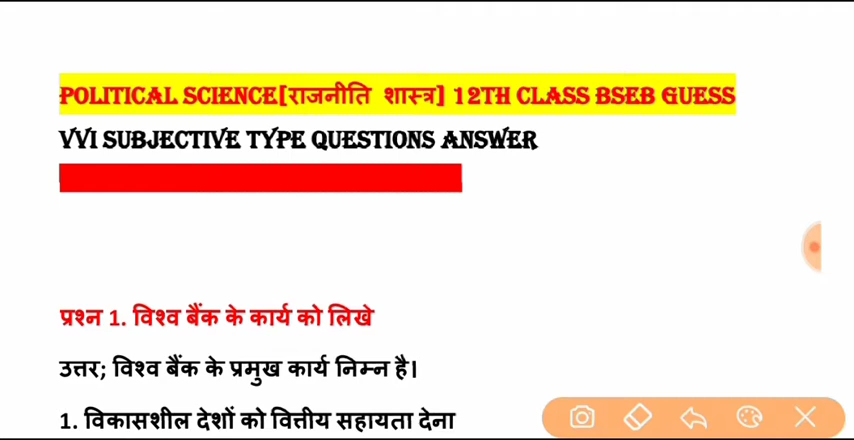 POLITICAL SCIENCE[राजनीति शास्त्र] 12TH CLASS BSEB GUESS
VVI SUBJECTIVE TYPE QUESTIONS ANSWER
प्रश्न 1. विश्व बैंक के कार्य को लिखे
उत्तर; विश्व बैंक के प्रमुख कार्य निम्न है।
1. विकासशील देशों को वित्तीय सहायता देना